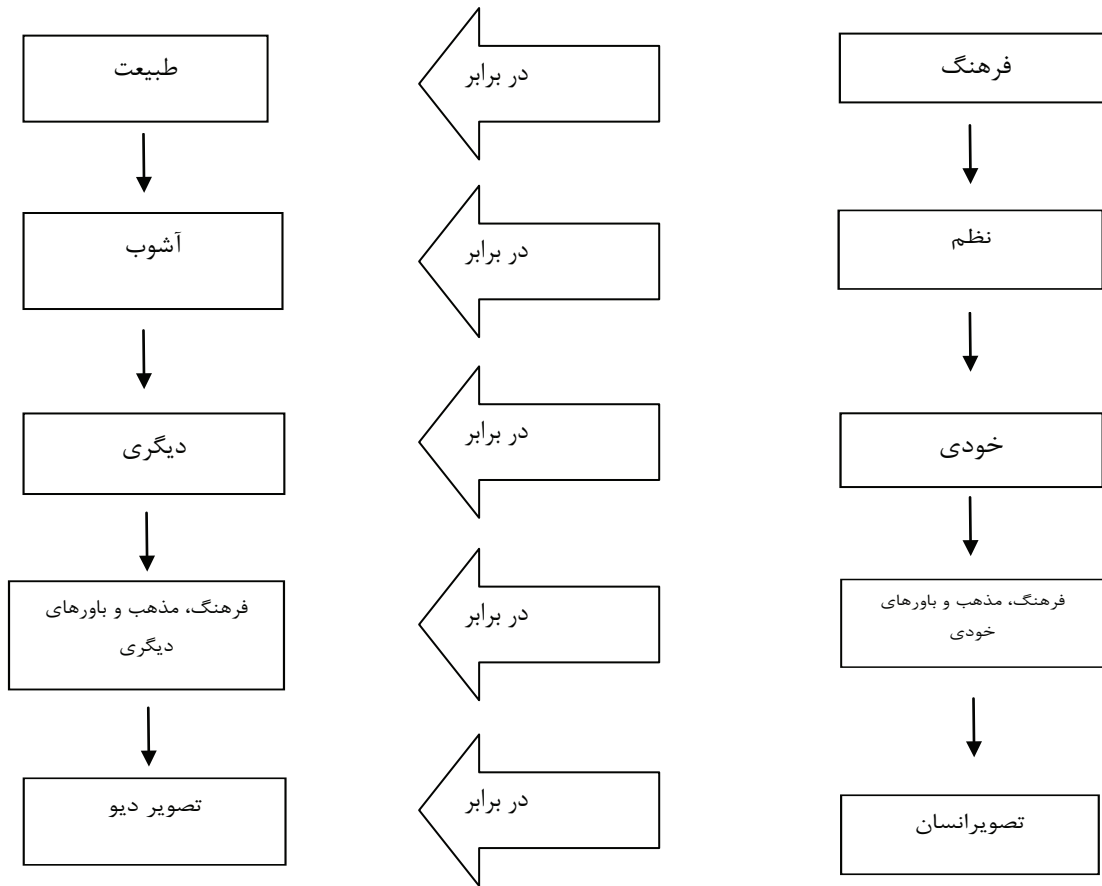 فرهنگ
در برابر
طبیعت
نظم
در برابر
آشوب
خودی
در برابر
دیگری
فرهنگ، مذهب و باورهای
خودی
در برابر
فرهنگ، مذهب و باورهای
دیگری
تصویرانسان
در برابر
تصویر دیو